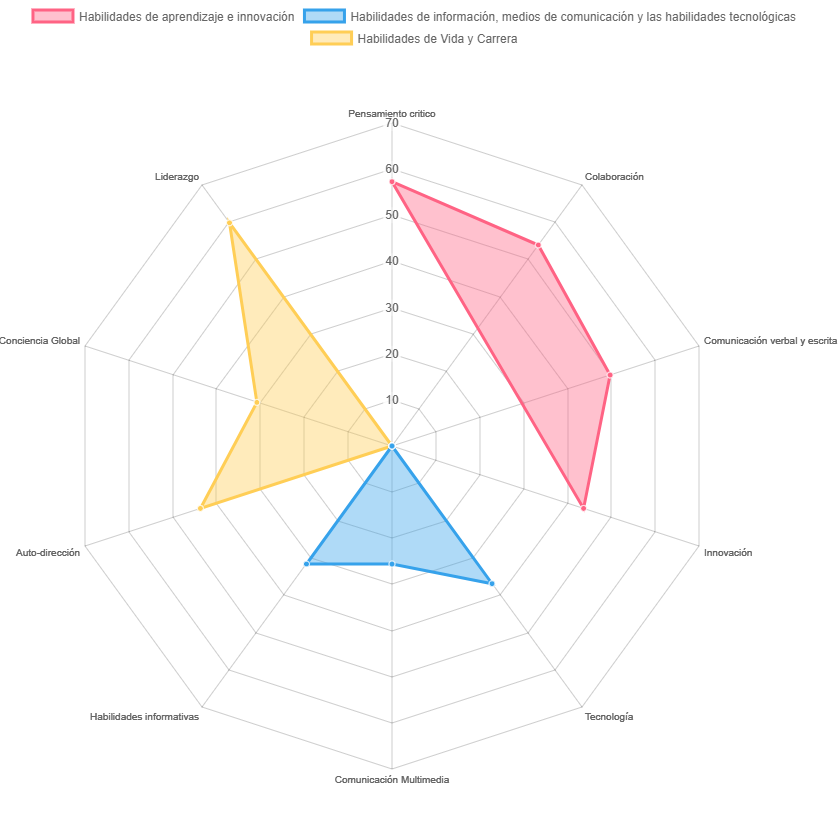 Habilidades de aprendizaje e innovación
Habilidades de información, medios de comunicación y las habilidades tecnológicas
Habilidades de Vida y Carrera
Pensamiento critico
70
60
50
40
30
20
10
Liderazgo
Colaboración
Conciencia Global
Comunicación verbal y escrita
Auto-dirección
Innovación
Habilidades informativas
Tecnología
Comunicación Multimedia